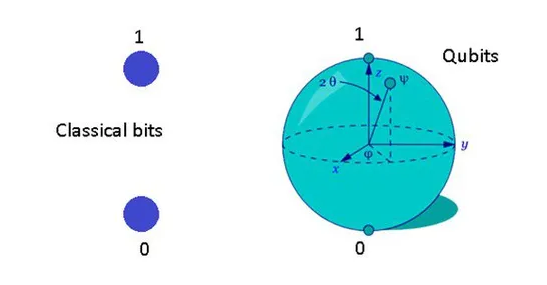 1
Classical bits
0
1
Qubits
z
2θ
ψ
φ
x
y
0